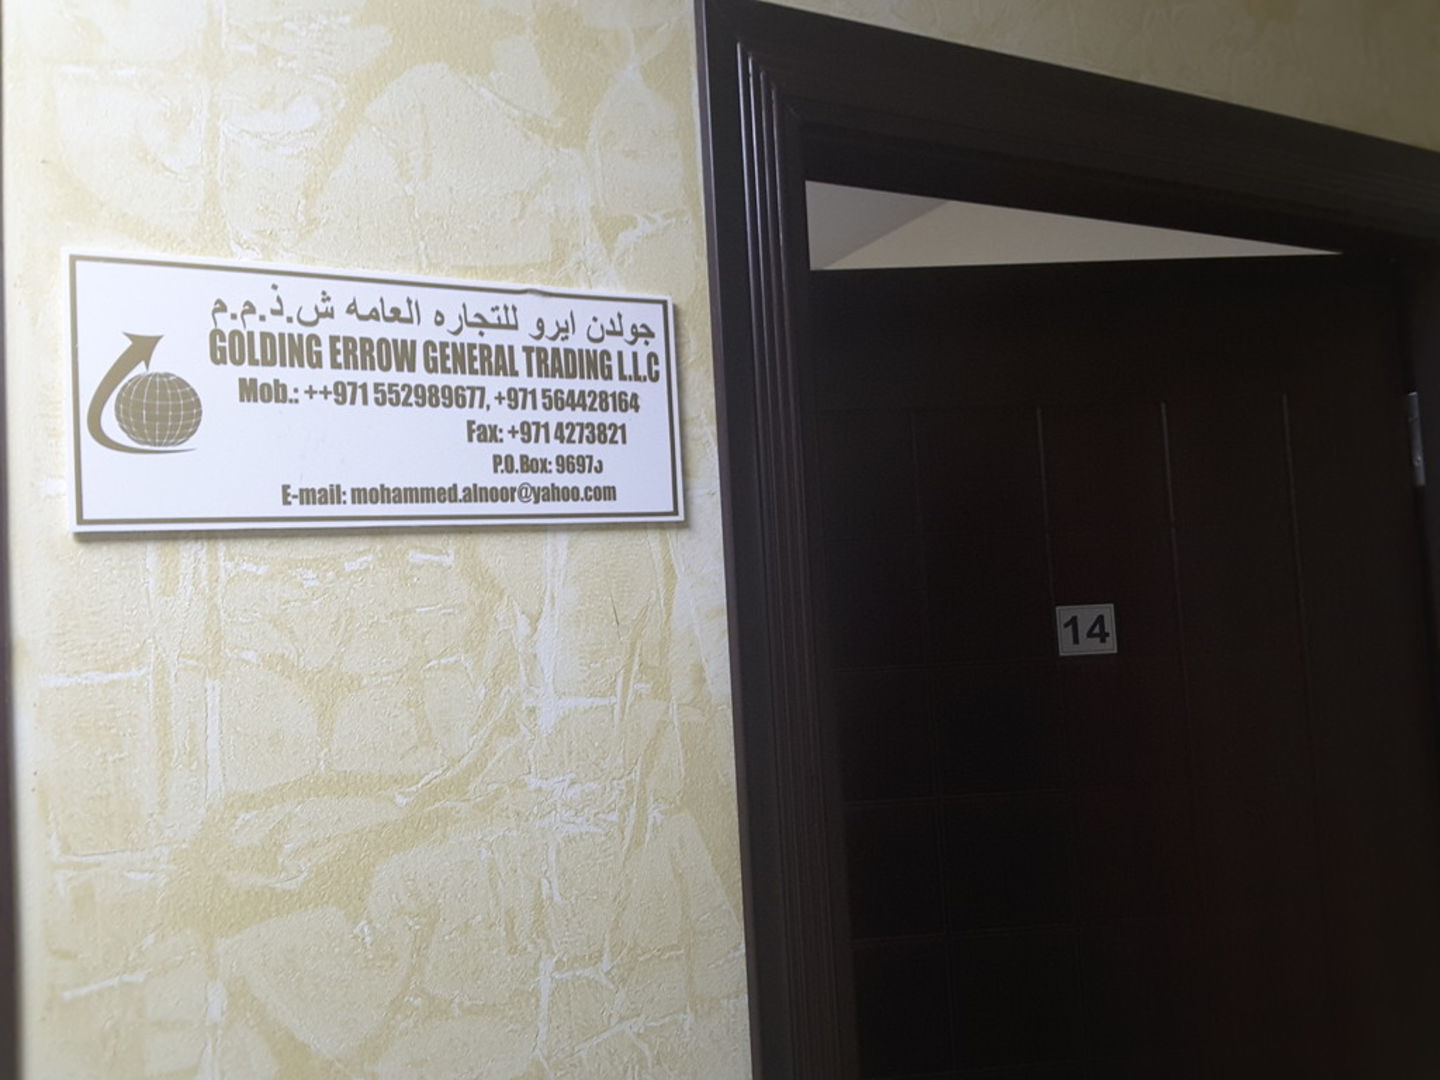 جولدن ايرو للتجاره العامه ش.ذ.م.م
GOLDING ERROW GENERAL TRADING L.L.C
Mob.: ++971 552989677, +971 564428164
Fax: +971 4273821
P.O.Box:
E-mail: mohammed.alnoor@yahoo.com
14